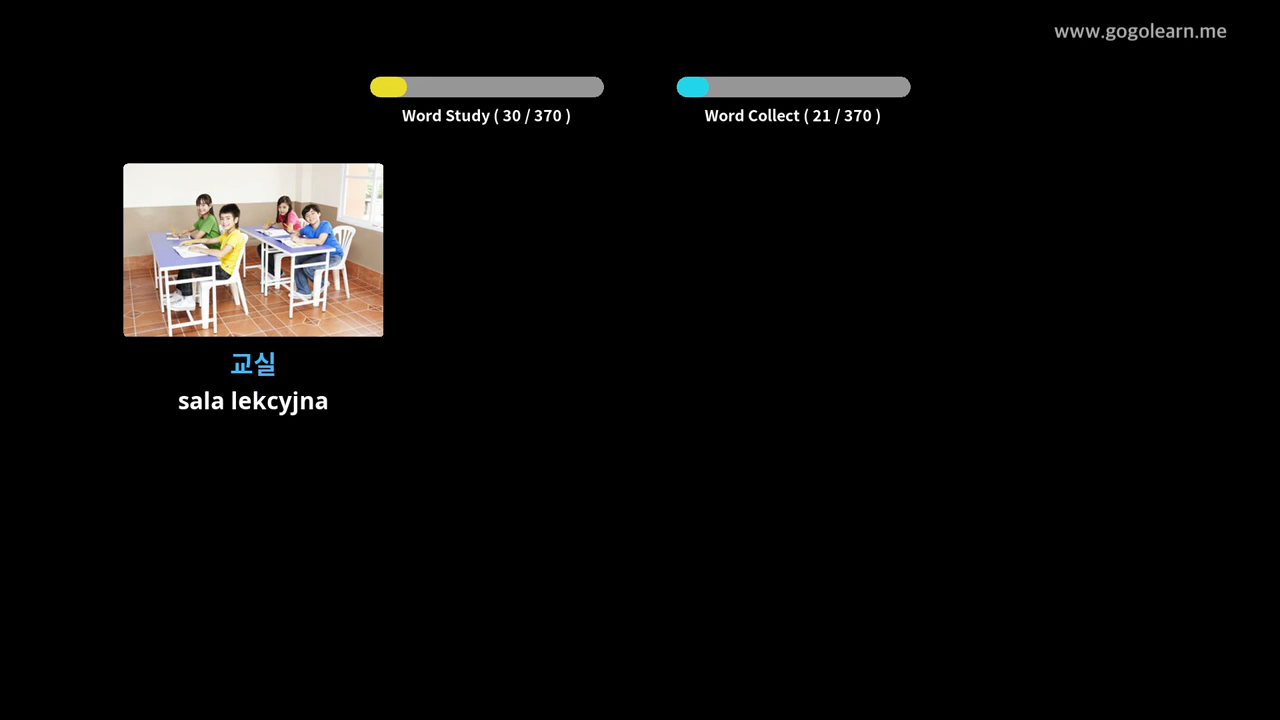 www.gogolearn.me
Word Study ( 30 / 370 )
Word Collect ( 21 / 370 )
교실
sala lekcyjna